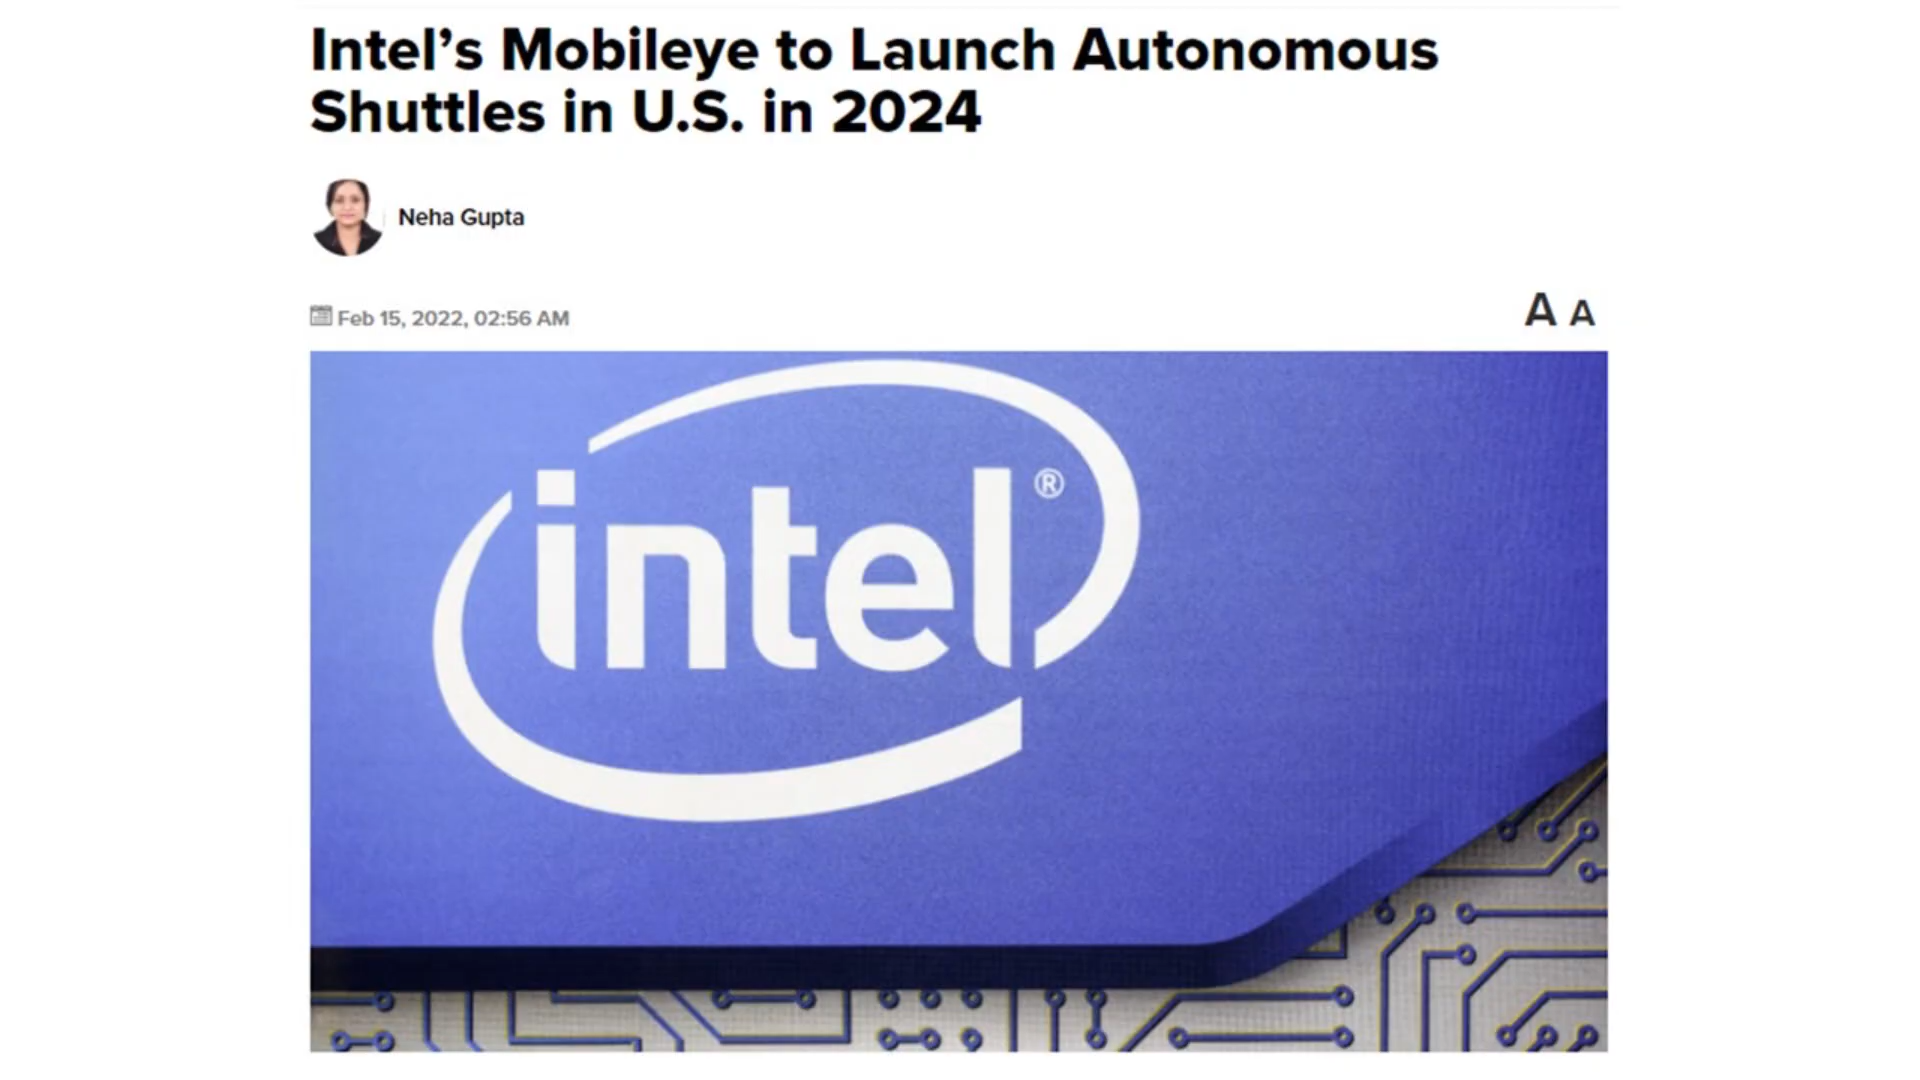 Intel’s Mobileye to Launch Autonomous
Shuttles in U.S. in 2024
Neha Gupta
Feb 15, 2022, 02:56 AM
A A
intel®